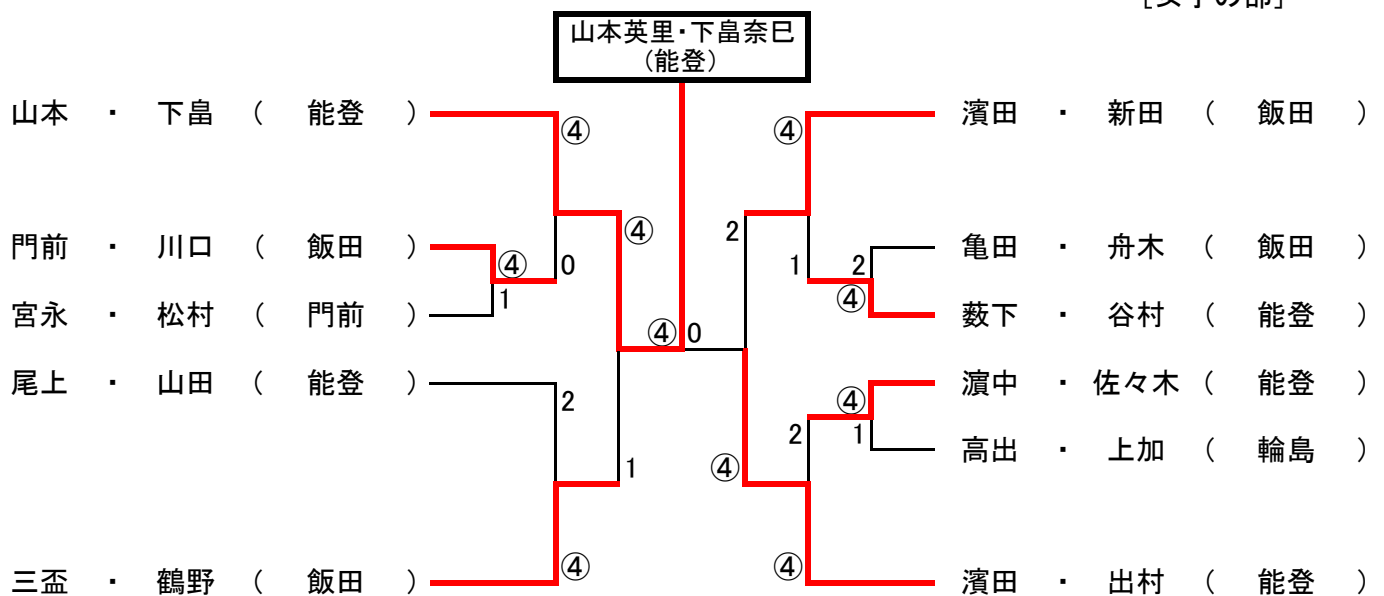 [女子の部]
山本英里・下畠奈巳
(能登)
山本 ・ 下畠 ( 能登 )
④
④
濱田 ・ 新田 ( 飯田 )
門前 ・ 川口 ( 飯田 )
④
0
④
2
1
2
亀田 ・ 舟木 ( 飯田 )
宮永 ・ 松村 ( 門前 )
1
④
0
④
薮下 ・ 谷村 ( 能登 )
尾上 ・ 山田 ( 能登 )
2
④
濵中 ・ 佐々木 ( 能登 )
1
④
2
1
高出 ・ 上加 ( 輪島 )
三盃 ・ 鶴野 ( 飯田 )
④
④
濱田 ・ 出村 ( 能登 )